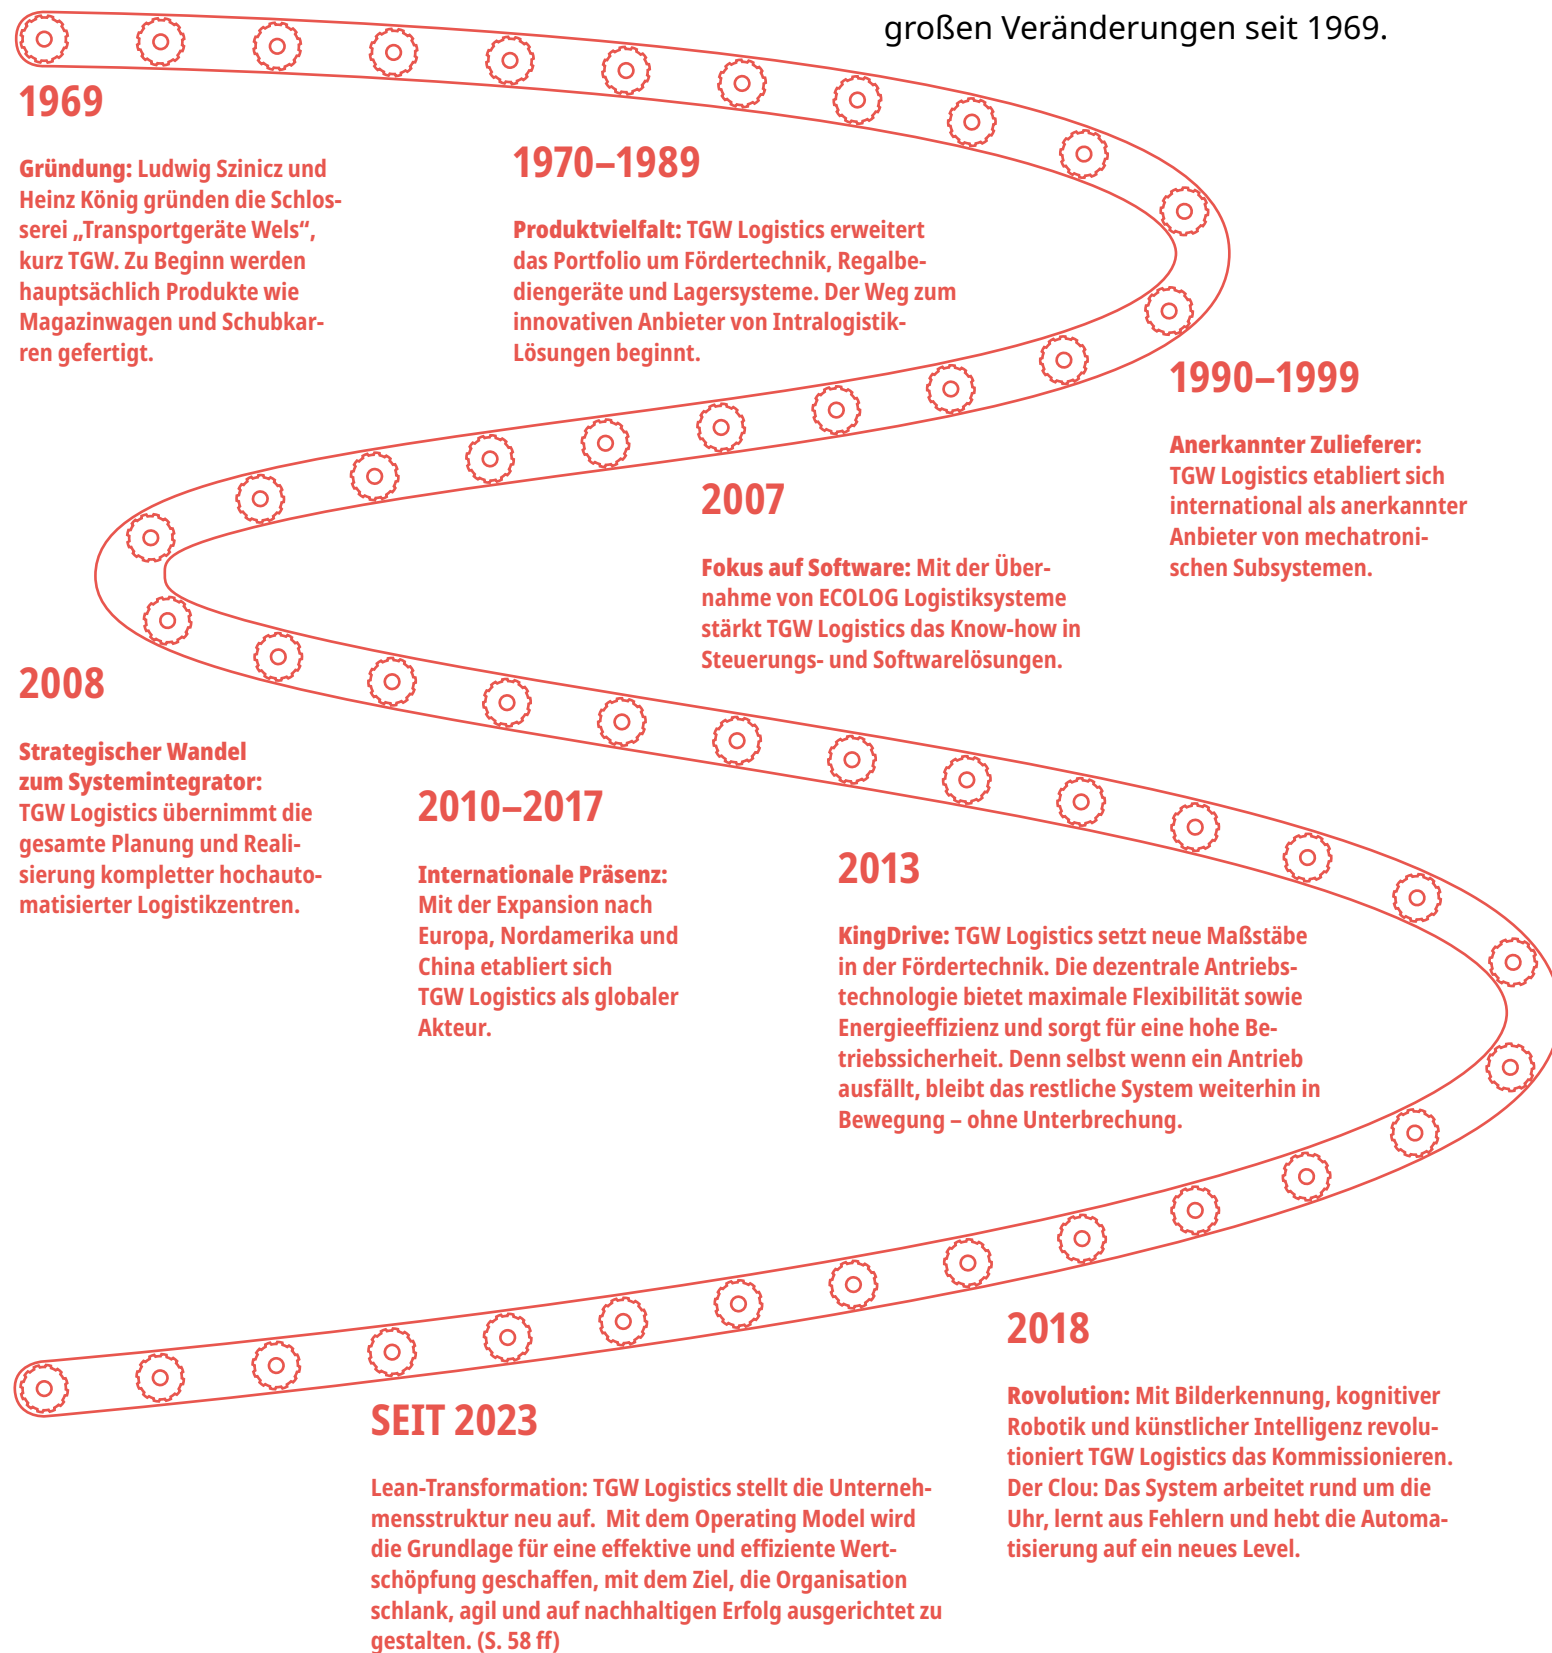 großen Veränderungen seit 1969.
1969
Gründung: Ludwig Szinicz und
Heinz König gründen die Schlos-
serei „Transportgeräte Wels“,
kurz TGW. Zu Beginn werden
hauptsächlich Produkte wie
Magazinwagen und Schubkar-
ren gefertigt.
1970–1989
Produktvielfalt: TGW Logistics erweitert
das Portfolio um Fördertechnik, Regalbe-
diengeräte und Lagersysteme. Der Weg zum
innovativen Anbieter von Intralogistik-
Lösungen beginnt.
1990–1999
Anerkannter Zulieferer:
TGW Logistics etabliert sich
international als anerkannter
Anbieter von mechatroni-
schen Subsystemen.
2007
Fokus auf Software: Mit der Über-
nahme von ECOLOG Logistiksysteme
stärkt TGW Logistics das Know-how in
Steuerungs- und Softwarelösungen.
2008
Strategischer Wandel
zum Systemintegrator:
TGW Logistics übernimmt die
gesamte Planung und Reali-
sierung kompletter hochauto-
matisierter Logistikzentren.
2010–2017
Internationale Präsenz:
Mit der Expansion nach
Europa, Nordamerika und
China etabliert sich
TGW Logistics als globaler
Akteur.
2013
KingDrive: TGW Logistics setzt neue Maßstäbe
in der Fördertechnik. Die dezentrale Antriebs-
technologie bietet maximale Flexibilität sowie
Energieeffizienz und sorgt für eine hohe Be-
triebssicherheit. Denn selbst wenn ein Antrieb
ausfällt, bleibt das restliche System weiterhin in
Bewegung – ohne Unterbrechung.
2018
Rovolution: Mit Bilderkennung, kognitiver
Robotik und künstlicher Intelligenz revolu-
tioniert TGW Logistics das Kommissionieren.
Der Clou: Das System arbeitet rund um die
Uhr, lernt aus Fehlern und hebt die Automa-
tisierung auf ein neues Level.
SEIT 2023
Lean-Transformation: TGW Logistics stellt die Unterneh-
mensstruktur neu auf.  Mit dem Operating Model wird
die Grundlage für eine effektive und effiziente Wert-
schöpfung geschaffen, mit dem Ziel, die Organisation
schlank, agil und auf nachhaltigen Erfolg ausgerichtet zu
gestalten. (S. 58 ff)